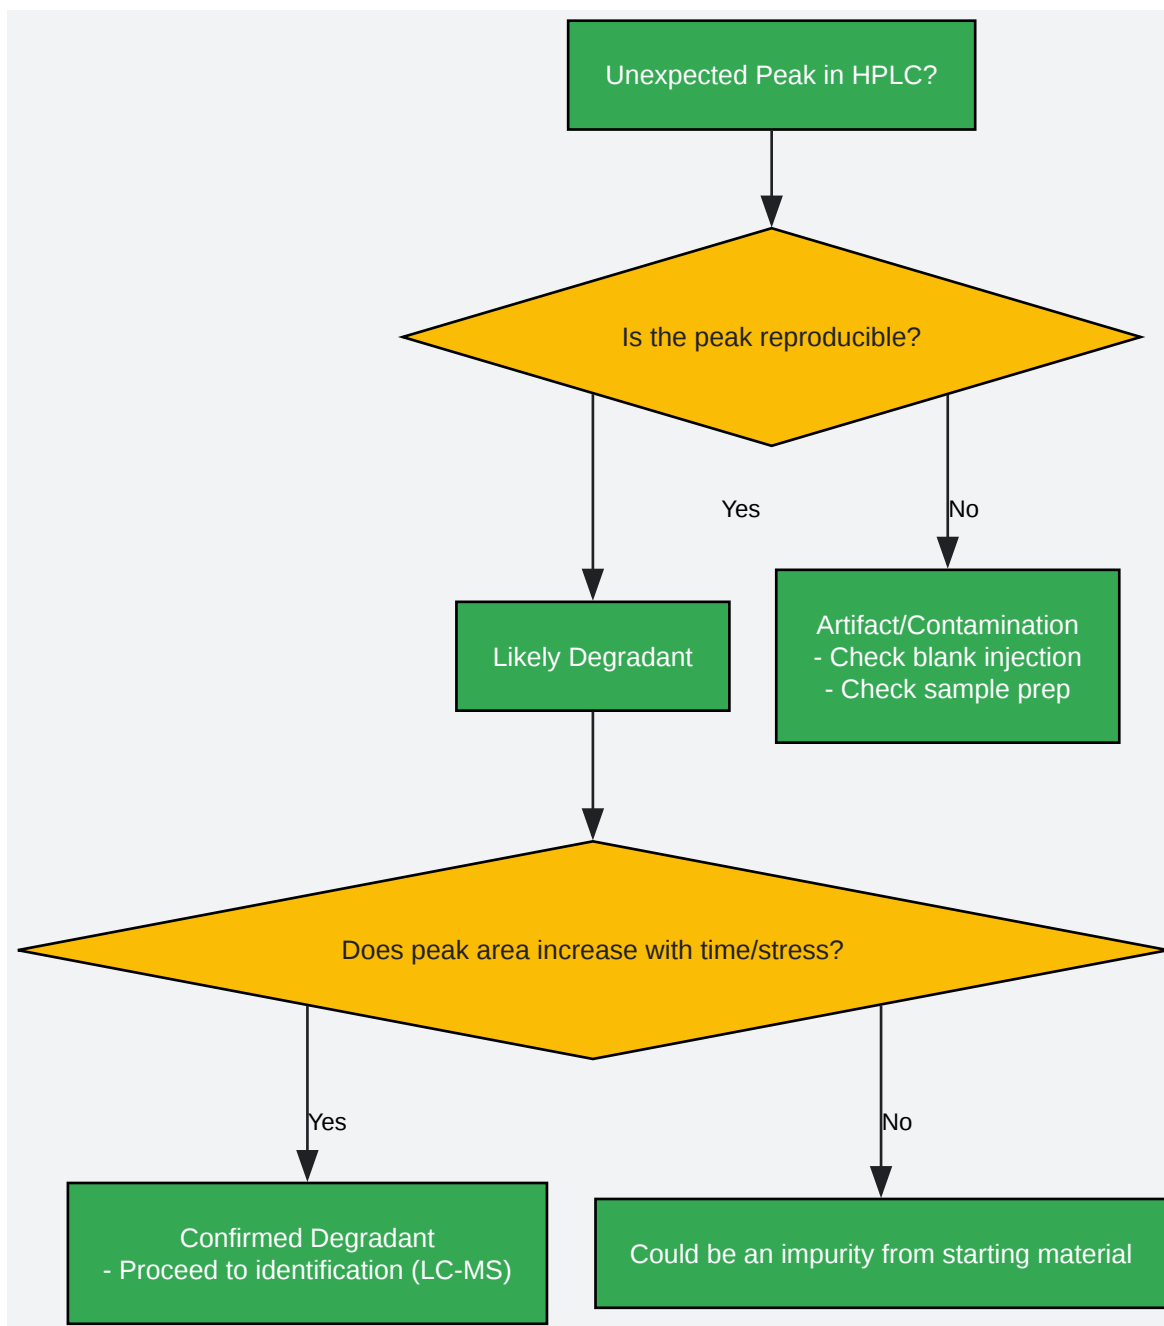 Unexpected Peak in HPLC?
Is the peak reproducible?
Yes
No
Likely Degradant
Artifact/Contamination
- Check blank injection
- Check sample prep
Does peak area increase with time/stress?
Yes
No
Confirmed Degradant
- Proceed to identification (LC-MS)
Could be an impurity from starting material